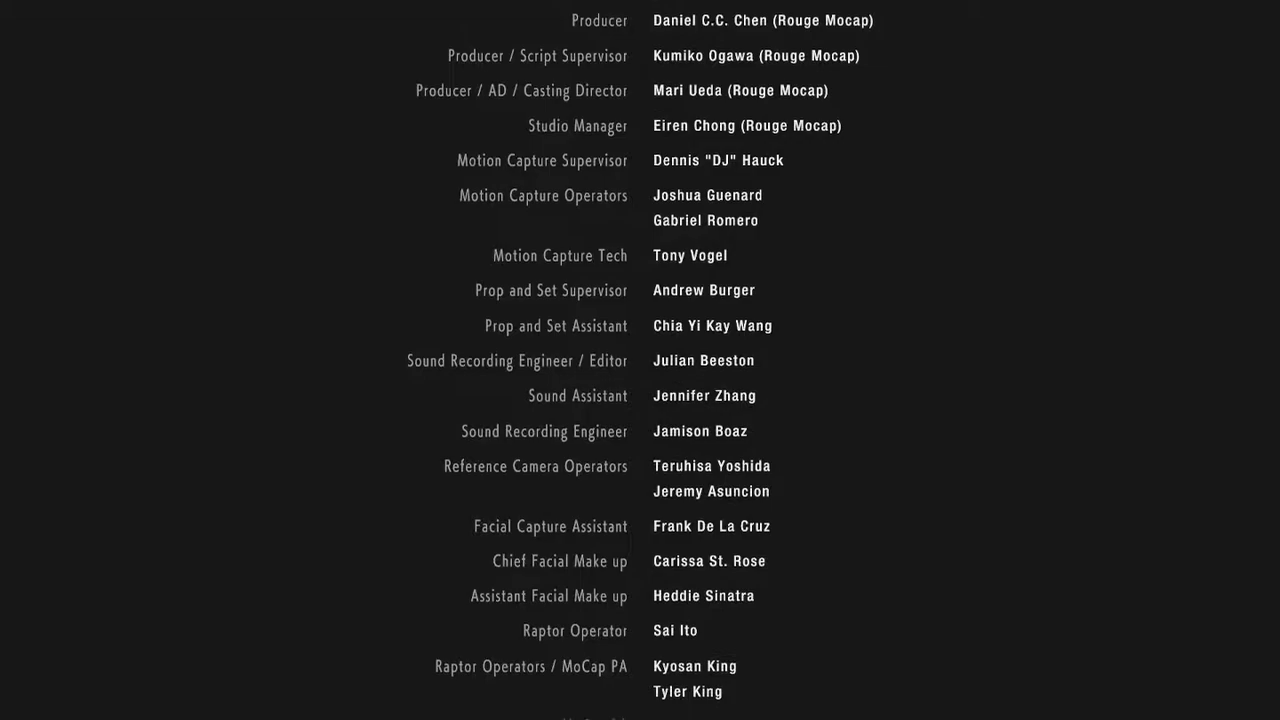 Producer Daniel C.C. Chen (Rouge Mocap)
Producer / Script Supervisor Kumiko Ogawa (Rouge Mocap)
Producer / AD / Casting Director Mari Ueda (Rouge Mocap)
Studio Manager Eiren Chong (Rouge Mocap)
Motion Capture Supervisor Dennis "DJ" Hauck
Motion Capture Operators Joshua Guenard
Gabriel Romero
Motion Capture Tech Tony Vogel
Prop and Set Supervisor Andrew Burger
Prop and Set Assistant Chia Yi Kay Wang
Sound Recording Engineer / Editor Julian Beeston
Sound Assistant Jennifer Zhang
Sound Recording Engineer Jamison Boaz
Reference Camera Operators Teruhisa Yoshida
Jeremy Asuncion
Facial Capture Assistant Frank De La Cruz
Chief Facial Make up Carissa St. Rose
Assistant Facial Make up Heddie Sinatra
Raptor Operator Sai Ito
Raptor Operators / MoCap PA Kyosan King
Tyler King